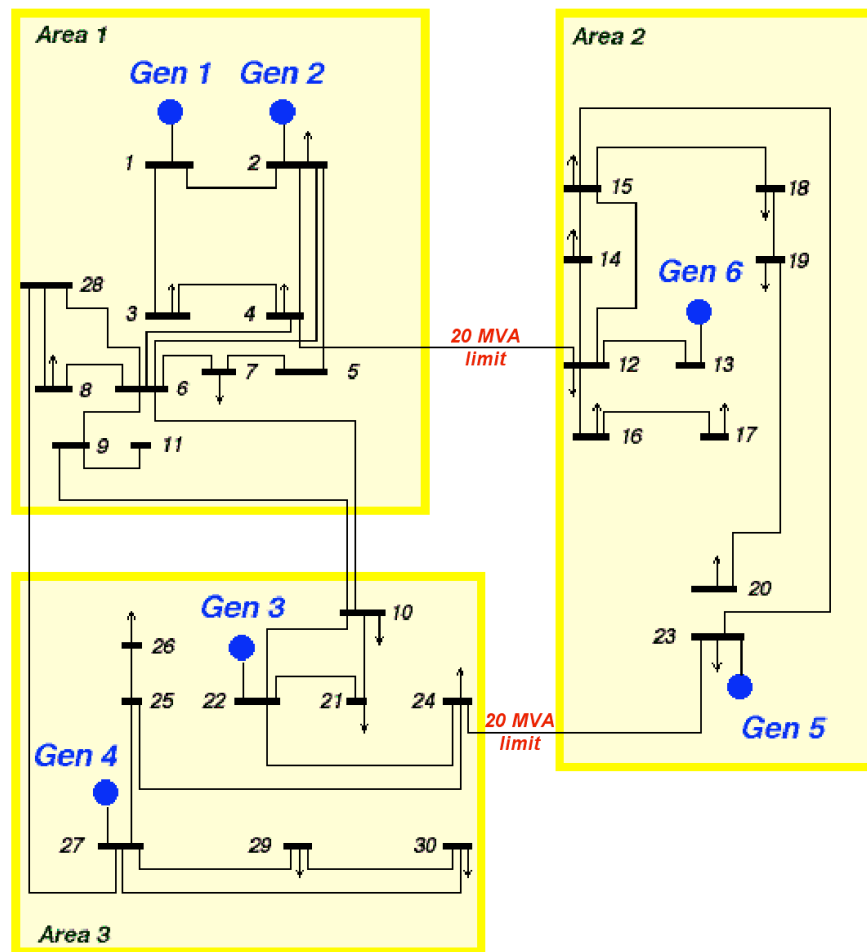 Area 1
Area 2
Gen 1
Gen 2
1
2
15
18
14
19
28
Gen 6
3
4
20 MVA
limit
12
13
8
6
7
5
9
11
16
17
20
Gen 3
10
23
26
25
22
21
24
20 MVA
limit
Gen 5
Gen 4
27
29
30
Area 3